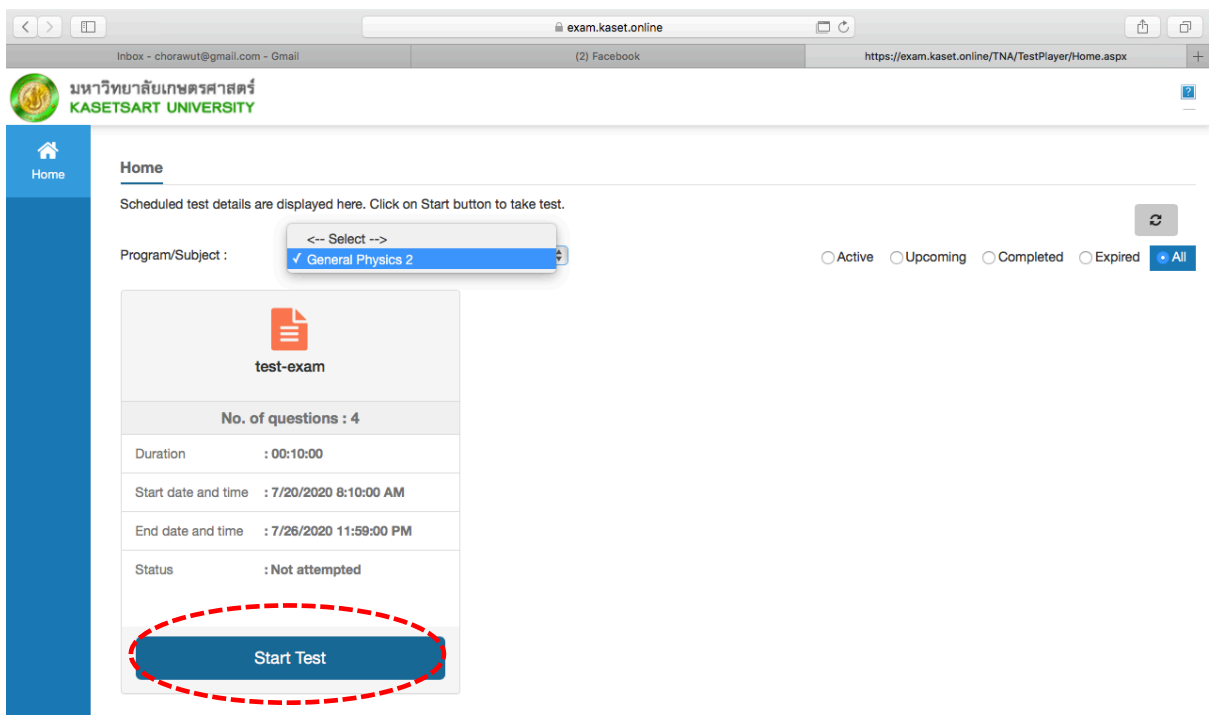 exam.kaset.online
Inbox - chorawut@gmail.com - Gmail
(2) Facebook
https://exam.kaset.online/TNA/TestPlayer/Home.aspx
มหาวิทยาลัยเกษตรศาสตร์
KASETSART UNIVERSITY
?
Home
Home
Scheduled test details are displayed here. Click on Start button to take test.
Program/Subject :
<-- Select -->
✓ General Physics 2
Active Upcoming Completed Expired All
test-exam
No. of questions : 4
Duration : 00:10:00
Start date and time : 7/20/2020 8:10:00 AM
End date and time : 7/26/2020 11:59:00 PM
Status : Not attempted
Start Test